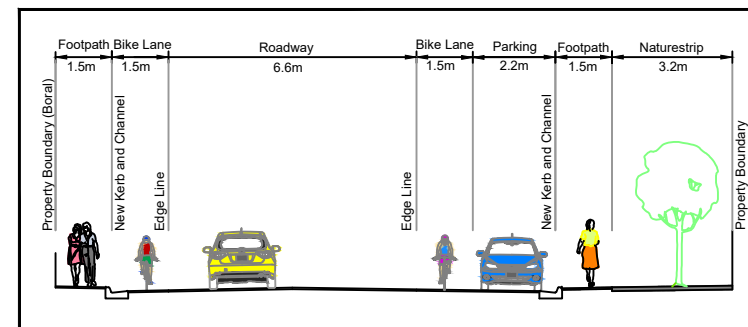 Footpath Bike Lane Roadway Bike Lane Parking Footpath Naturestrip
1.5m 1.5m 6.6m 1.5m 2.2m 1.5m 3.2m
Property Boundary (Boral)
New Kerb and Channel
Edge Line
Edge Line
New Kerb and Channel
Property Boundary